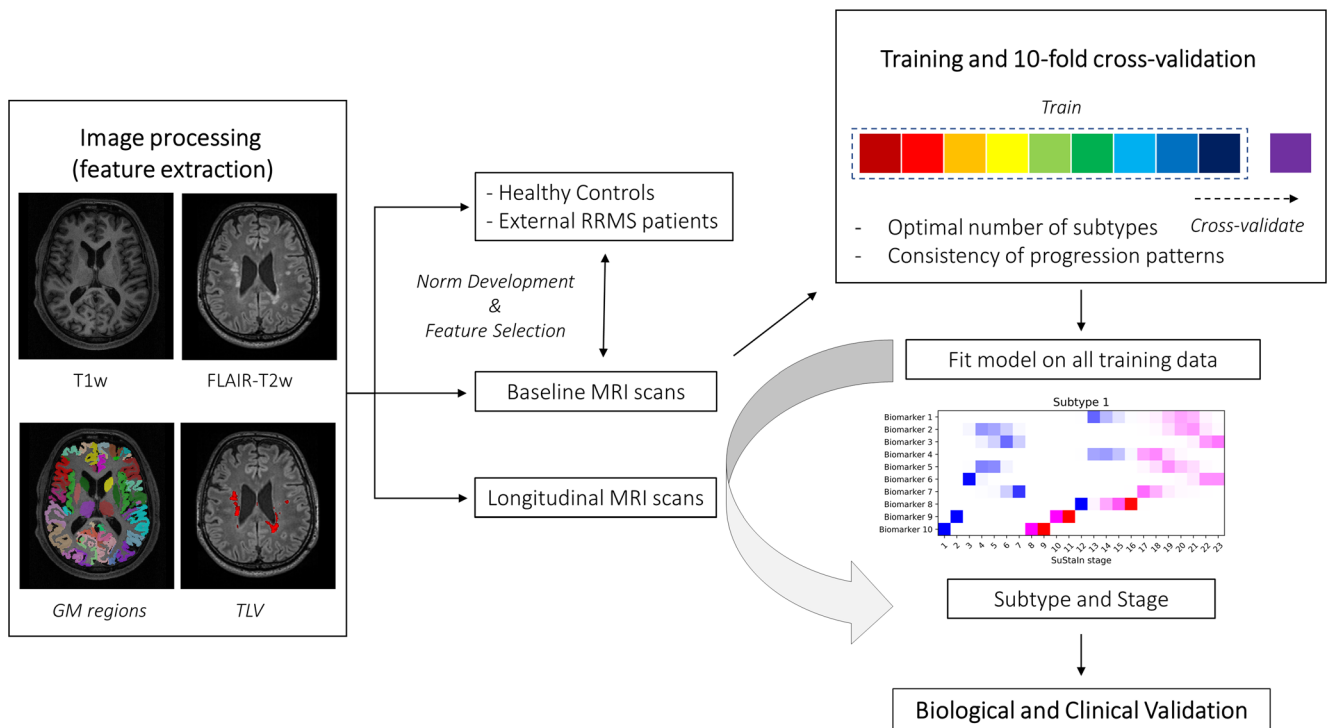 Image processing
(feature extraction)
T1w
FLAIR-T2w
GM regions
TLV
- Healthy Controls
- External RRMS patients
Norm Development
&
Feature Selection
Baseline MRI scans
Longitudinal MRI scans
Training and 10-fold cross-validation
Train
Cross-validate
- Optimal number of subtypes
- Consistency of progression patterns
Fit model on all training data
Subtype 1
Biomarker 1
Biomarker 2
Biomarker 3
Biomarker 4
Biomarker 5
Biomarker 6
Biomarker 7
Biomarker 8
Biomarker 9
Biomarker 10
1 2 3 4 5 6 7 8 9 10 11 12 13 14 15 16 17 18 19 20 21 22 23
SuStaIn stage
Subtype and Stage
Biological and Clinical Validation